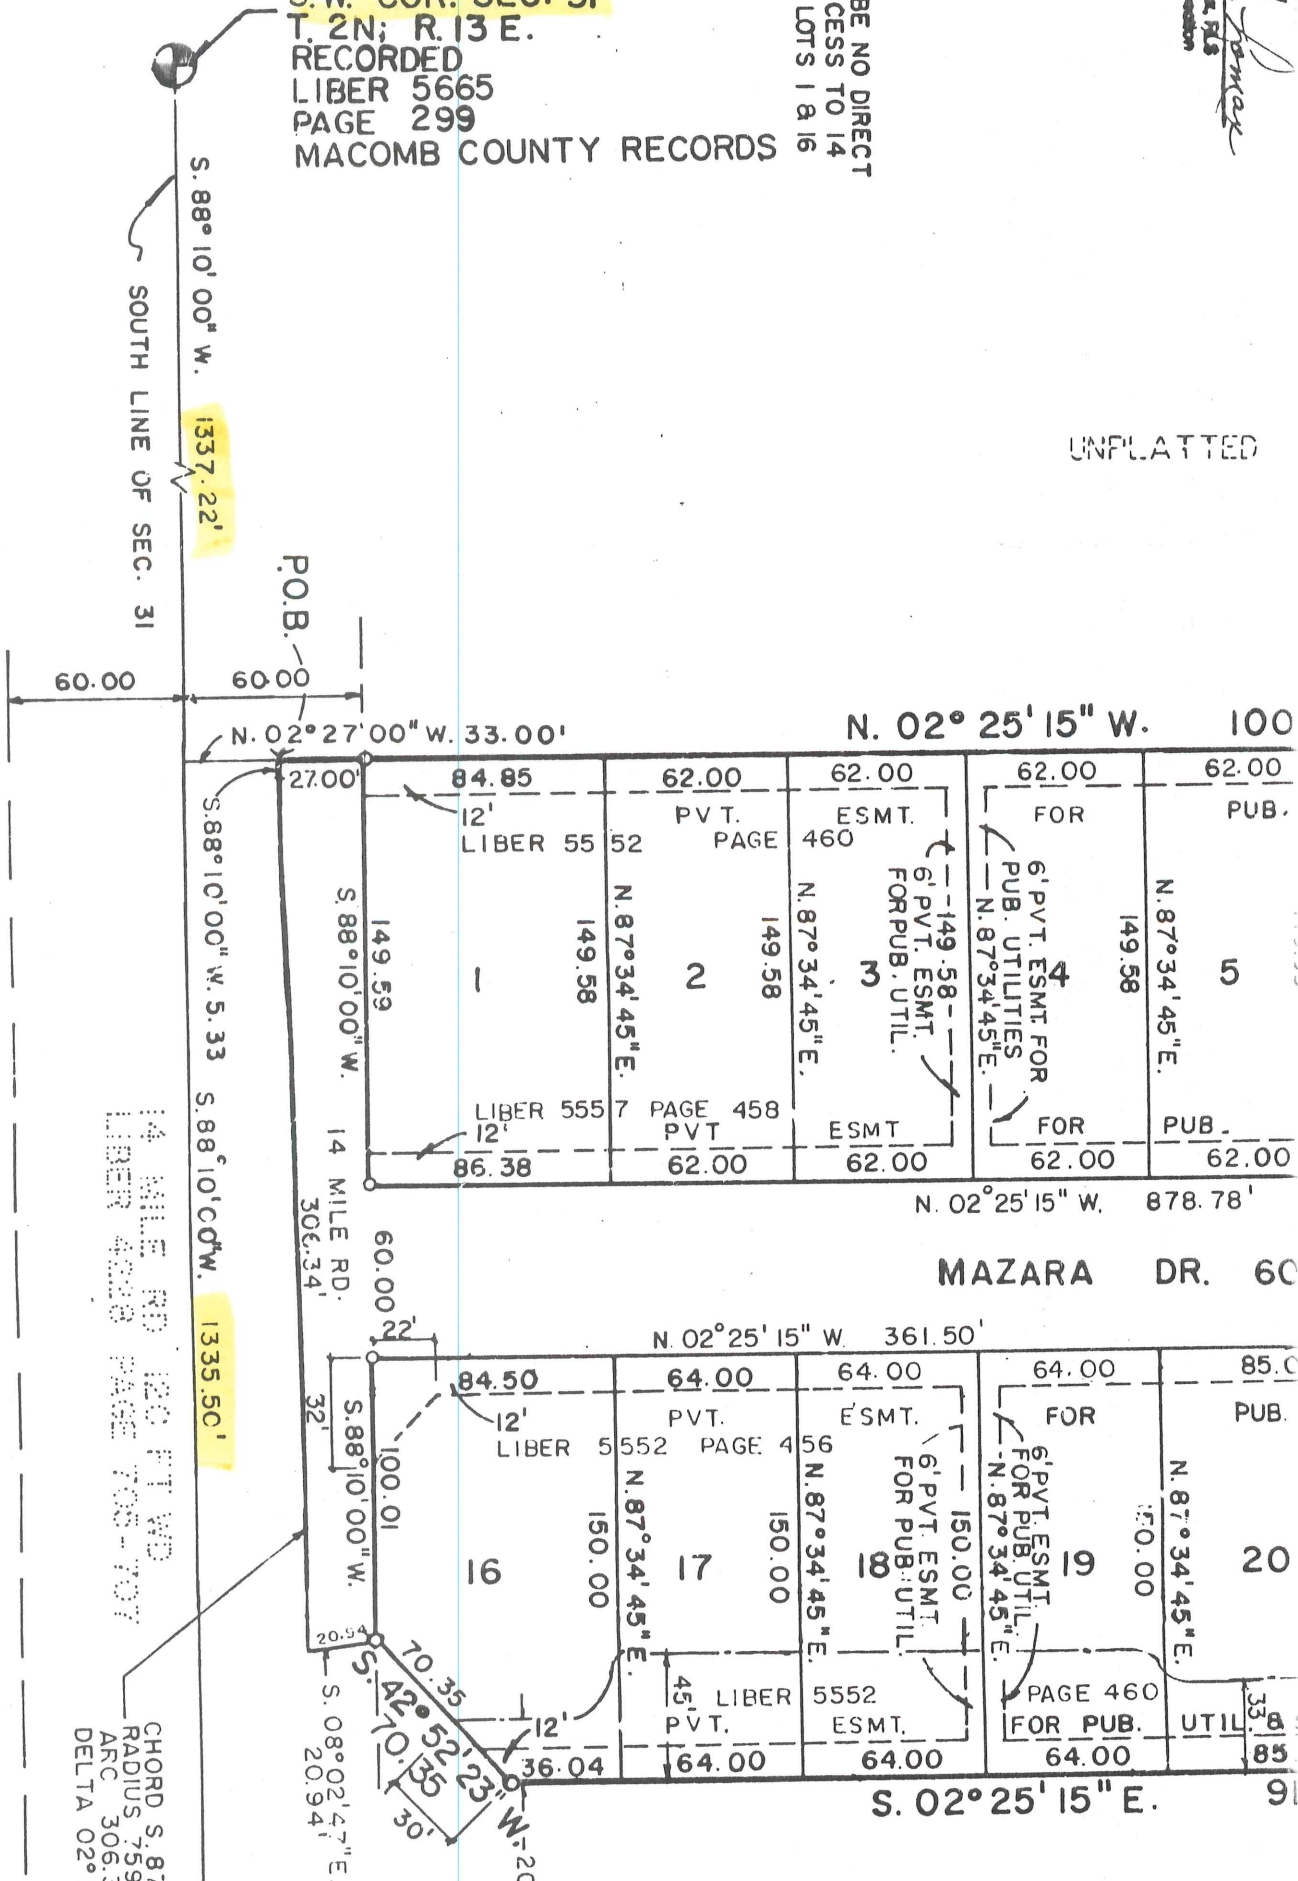 S.W. COR. SEC. 31
T. 2N; R. 13 E.
RECORDED
LIBER 5665
PAGE 299
MACOMB COUNTY RECORDS
BE NO DIRECT
CESS TO 14
LOTS 1 & 16
S. 88° 10' 00" W. 1337.22'
SOUTH LINE OF SEC. 31
UNPLATTED
P.O.B.
60.00
60.00
N. 02° 27' 00" W. 33.00'
27.00'
N. 02° 25' 15" W. 100
84.85
62.00
62.00
62.00
62.00
12'
PVT.
ESMT.
FOR
PUB.
LIBER 5552 PAGE 460
S. 88° 10' 00" W. 5.33
S. 88° 10' 00" W. 1335.50'
S. 88° 10' 00" W.
149.59
1
149.58
N. 87° 34' 45" E.
2
149.58
N. 87° 34' 45" E.
3
6' PVT. ESMT.
FOR PUB. UTIL.
149.58
N. 87° 34' 45" E.
6' PVT. ESMT. FOR
PUB. UTILITIES
4
149.58
N. 87° 34' 45" E.
5
LIBER 5557 PAGE 458
12'
PVT
ESMT
FOR
PUB.
86.38
62.00
62.00
62.00
62.00
N. 02° 25' 15" W. 878.78'
14 MILE RD.
306.34'
60.00
MAZARA DR. 60
14 MILE RD 120 FT WD
22'
N. 02° 25' 15" W. 361.50'
84.50
64.00
64.00
64.00
12'
PVT.
ESMT.
FOR
PUB.
LIBER 5552 PAGE 456
32'
S. 88° 10' 00" W.
100.01
16
150.00
N. 87° 34' 45" E.
17
150.00
N. 87° 34' 45" E.
18
6' PVT. ESMT.
FOR PUB. UTIL.
150.00
N. 87° 34' 45" E.
6' PVT. ESMT.
FOR PUB. UTIL.
19
150.00
N. 87° 34' 45" E.
20
20.94
70.35
S. 42° 52' 23" W.
70.35
30'
45'
LIBER 5552
PAGE 460
33'
12'
PVT.
ESMT.
FOR PUB.
UTIL. &
36.04
64.00
64.00
64.00
85
S. 02° 25' 15" E.
S. 08° 02' 47" E.
20.94'
CHORD S. 87
RADIUS 759
ARC 306.
DELTA 02°